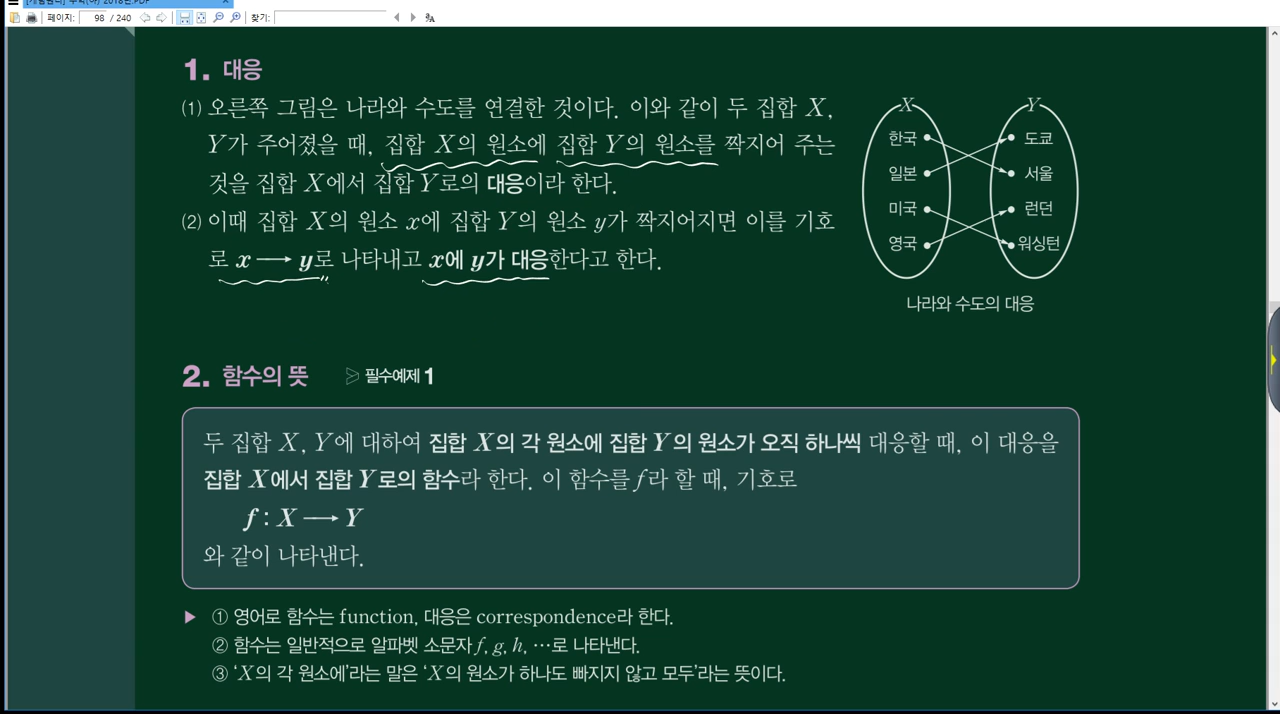 페이지: 98 / 240 찾기:
1. 대응
(1) 오른쪽 그림은 나라와 수도를 연결한 것이다. 이와 같이 두 집합 X,
Y가 주어졌을 때, 집합 X의 원소에 집합 Y의 원소를 짝지어 주는
것을 집합 X에서 집합 Y로의 대응이라 한다.
(2) 이때 집합 X의 원소 x에 집합 Y의 원소 y가 짝지어지면 이를 기호
로 x ⟶ y로 나타내고 x에 y가 대응한다고 한다.
X Y
한국 도쿄
일본 서울
미국 런던
영국 워싱턴
나라와 수도의 대응
2. 함수의 뜻 필수예제 1
두 집합 X, Y에 대하여 집합 X의 각 원소에 집합 Y의 원소가 오직 하나씩 대응할 때, 이 대응을
집합 X에서 집합 Y로의 함수라 한다. 이 함수를 f라 할 때, 기호로
f : X ⟶ Y
와 같이 나타낸다.
▶ ① 영어로 함수는 function, 대응은 correspondence라 한다.
② 함수는 일반적으로 알파벳 소문자 f, g, h, …로 나타낸다.
③ ‘X의 각 원소에’라는 말은 ‘X의 원소가 하나도 빠지지 않고 모두’라는 뜻이다.